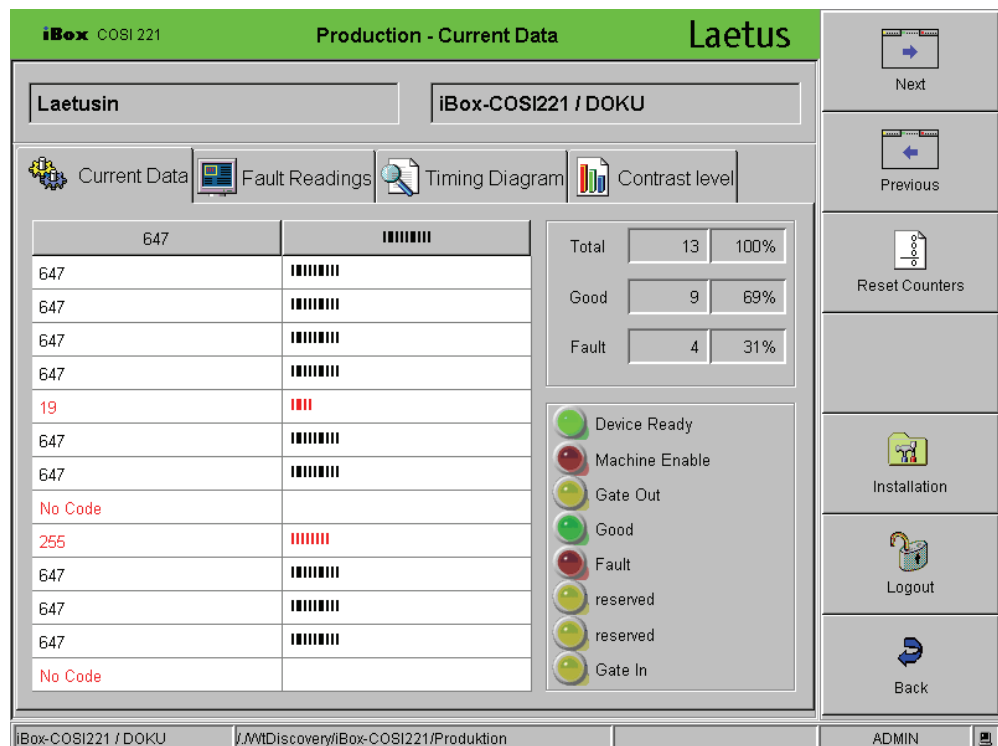 iBox COSI 221
Production - Current Data
Laetus
Laetusin
iBox-COSI221 / DOKU
Current Data
Fault Readings
Timing Diagram
Contrast level
647
647
647
647
647
19
647
647
No Code
255
647
647
647
No Code
Total 13 100%
Good 9 69%
Fault 4 31%
Device Ready
Machine Enable
Gate Out
Good
Fault
reserved
reserved
Gate In
Next
Previous
Reset Counters
Installation
Logout
Back
iBox-COSI221 / DOKU
/./WtDiscovery/iBox-COSI221/Produktion
ADMIN